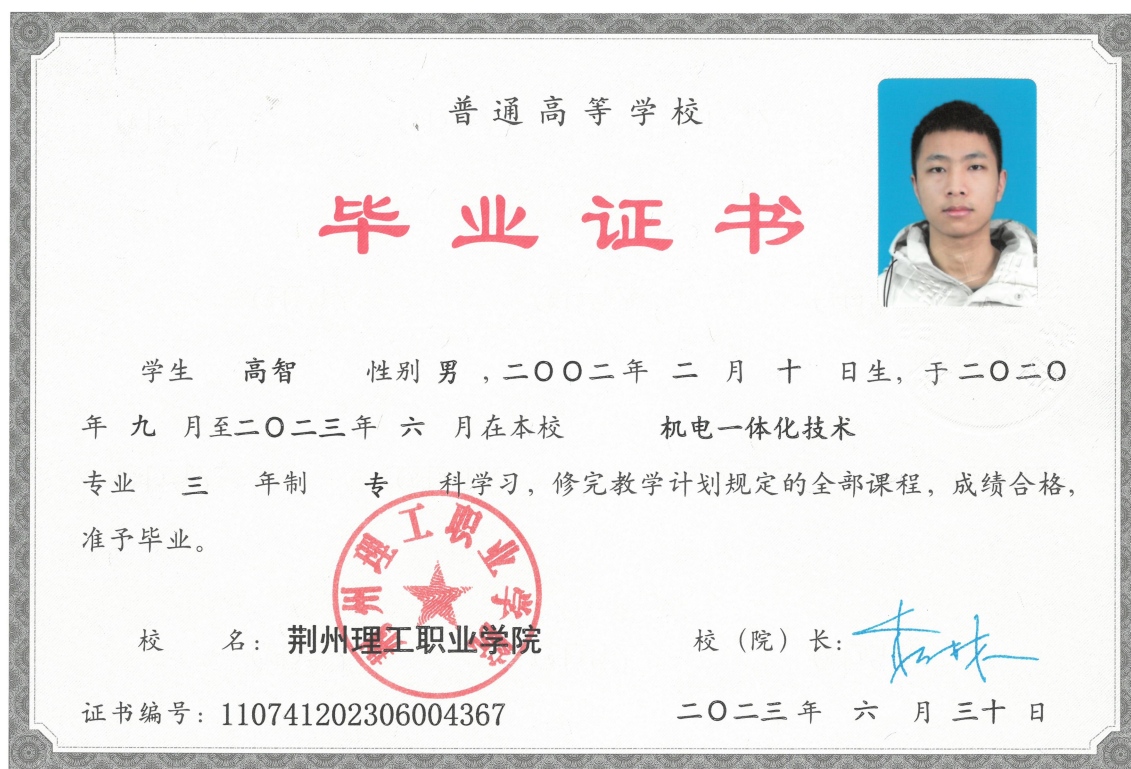 普通高等学校
毕业证书
学生 高智 性别 男 ，二〇〇二年 二 月 十 日生，于二〇二〇
年 九 月至二〇二三年 六 月在本校 机电一体化技术
专业 三 年制 专 科学习，修完教学计划规定的全部课程，成绩合格，
准予毕业。
荆州理工职业学院
校 名：荆州理工职业学院 校（院）长：
证书编号：110741202306004367 二〇二三年 六 月 三十 日